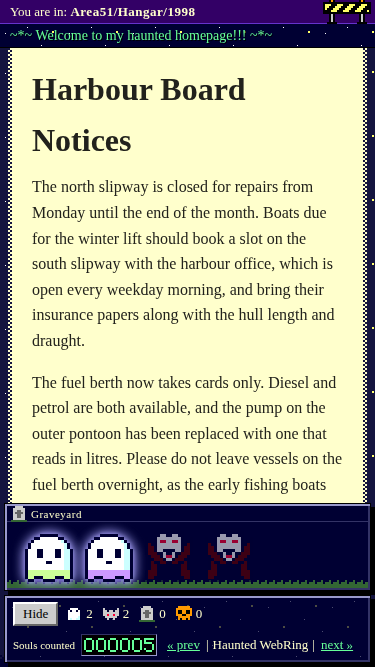 You are in: Area51/Hangar/1998
~*~ Welcome to my haunted homepage!!! ~*~
Harbour Board
Notices
The north slipway is closed for repairs from
Monday until the end of the month. Boats due
for the winter lift should book a slot on the
south slipway with the harbour office, which is
open every weekday morning, and bring their
insurance papers along with the hull length and
draught.
The fuel berth now takes cards only. Diesel and
petrol are both available, and the pump on the
outer pontoon has been replaced with one that
reads in litres. Please do not leave vessels on the
fuel berth overnight, as the early fishing boats
Graveyard
Hide 2 2 0 0
Souls counted 000005 « prev | Haunted WebRing | next »